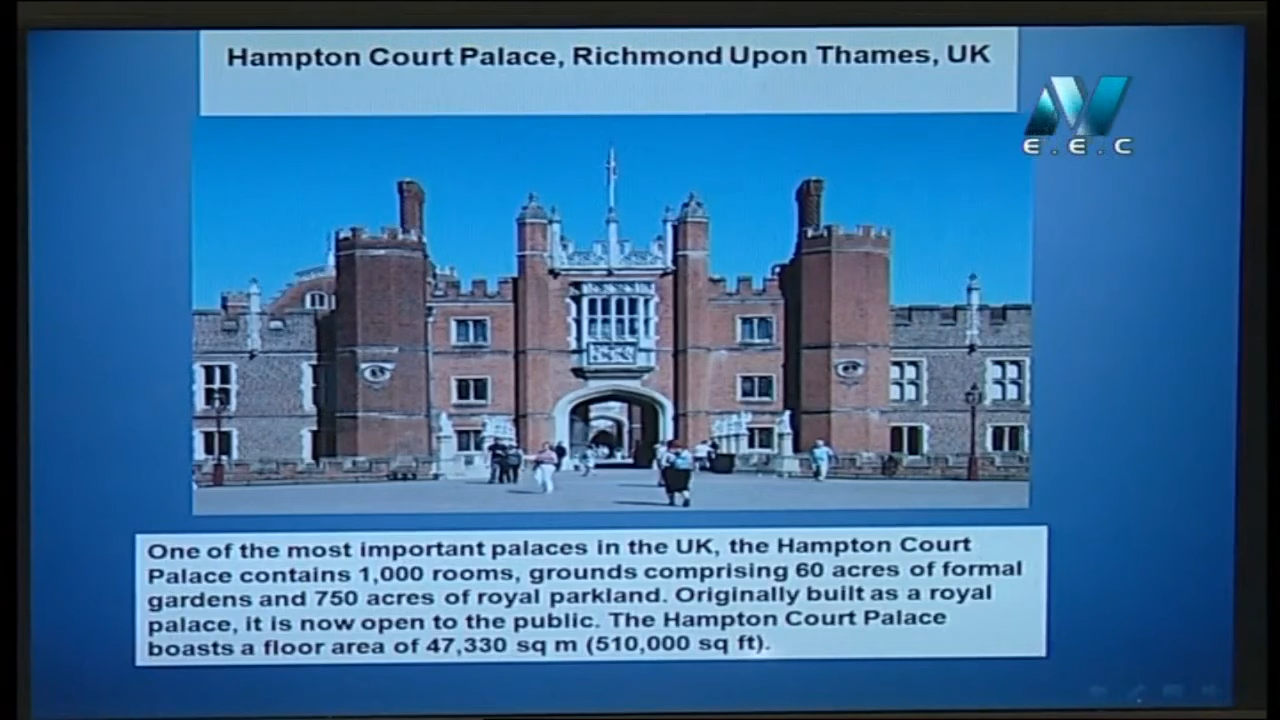 Hampton Court Palace, Richmond Upon Thames, UK
E.E.C
One of the most important palaces in the UK, the Hampton Court
Palace contains 1,000 rooms, grounds comprising 60 acres of formal
gardens and 750 acres of royal parkland. Originally built as a royal
palace, it is now open to the public. The Hampton Court Palace
boasts a floor area of 47,330 sq m (510,000 sq ft).